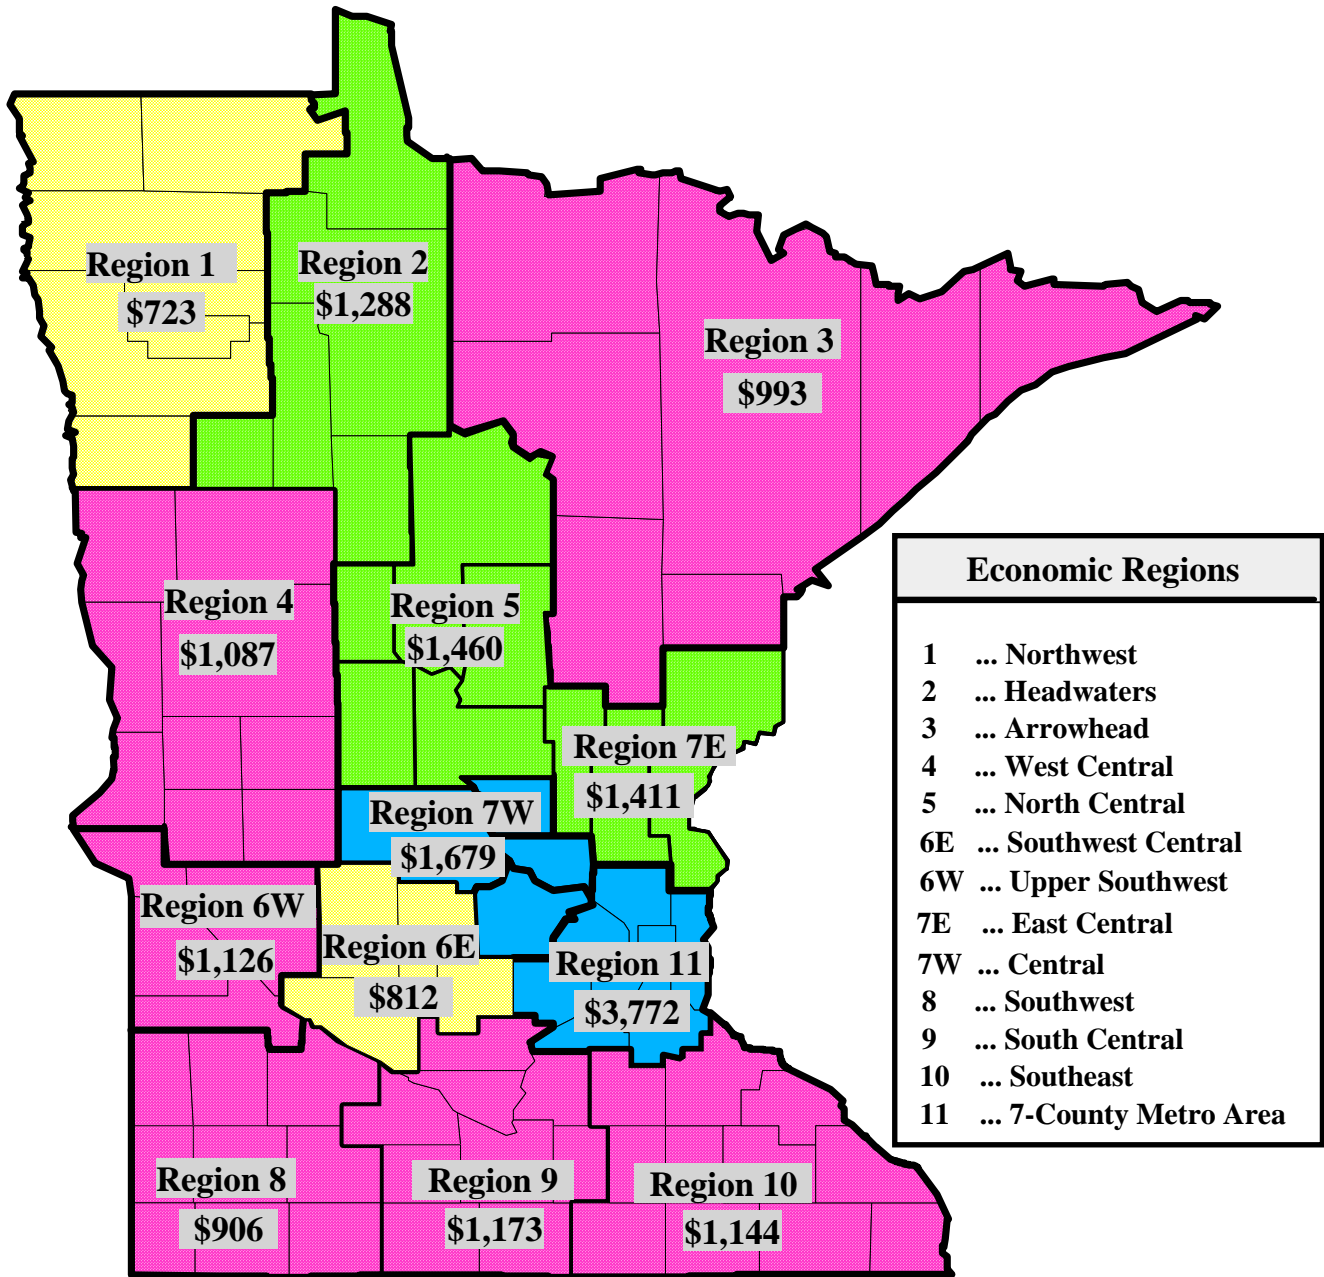 Region 1
$723
Region 2
$1,288
Region 3
$993
Region 4
$1,087
Region 5
$1,460
Region 7E
$1,411
Region 7W
$1,679
Region 6W
$1,126
Region 6E
$812
Region 11
$3,772
Region 8
$906
Region 9
$1,173
Region 10
$1,144
Economic Regions
1 ... Northwest
2 ... Headwaters
3 ... Arrowhead
4 ... West Central
5 ... North Central
6E ... Southwest Central
6W ... Upper Southwest
7E ... East Central
7W ... Central
8 ... Southwest
9 ... South Central
10 ... Southeast
11 ... 7-County Metro Area